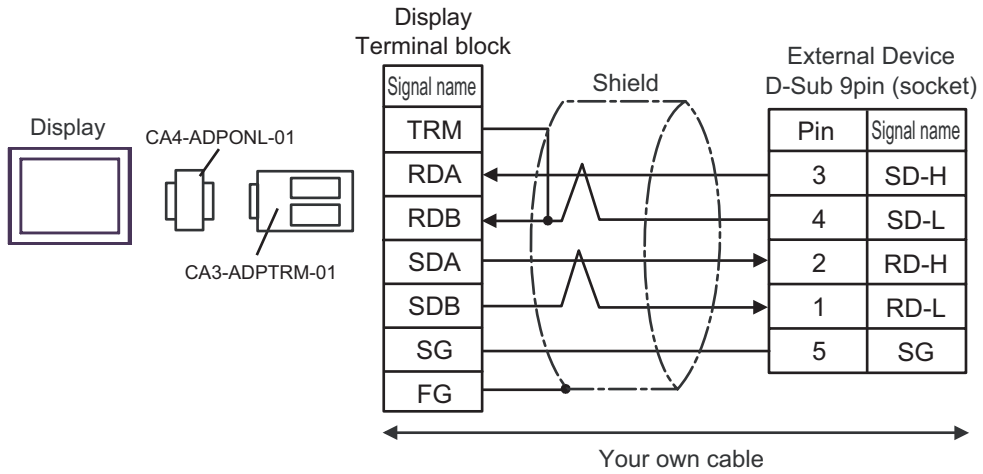 Display
CA4-ADPONL-01
CA3-ADPTRM-01
Display
Terminal block
Signal name
TRM
RDA
RDB
SDA
SDB
SG
FG
Shield
External Device
D-Sub 9pin (socket)
Pin Signal name
3 SD-H
4 SD-L
2 RD-H
1 RD-L
5 SG
Your own cable